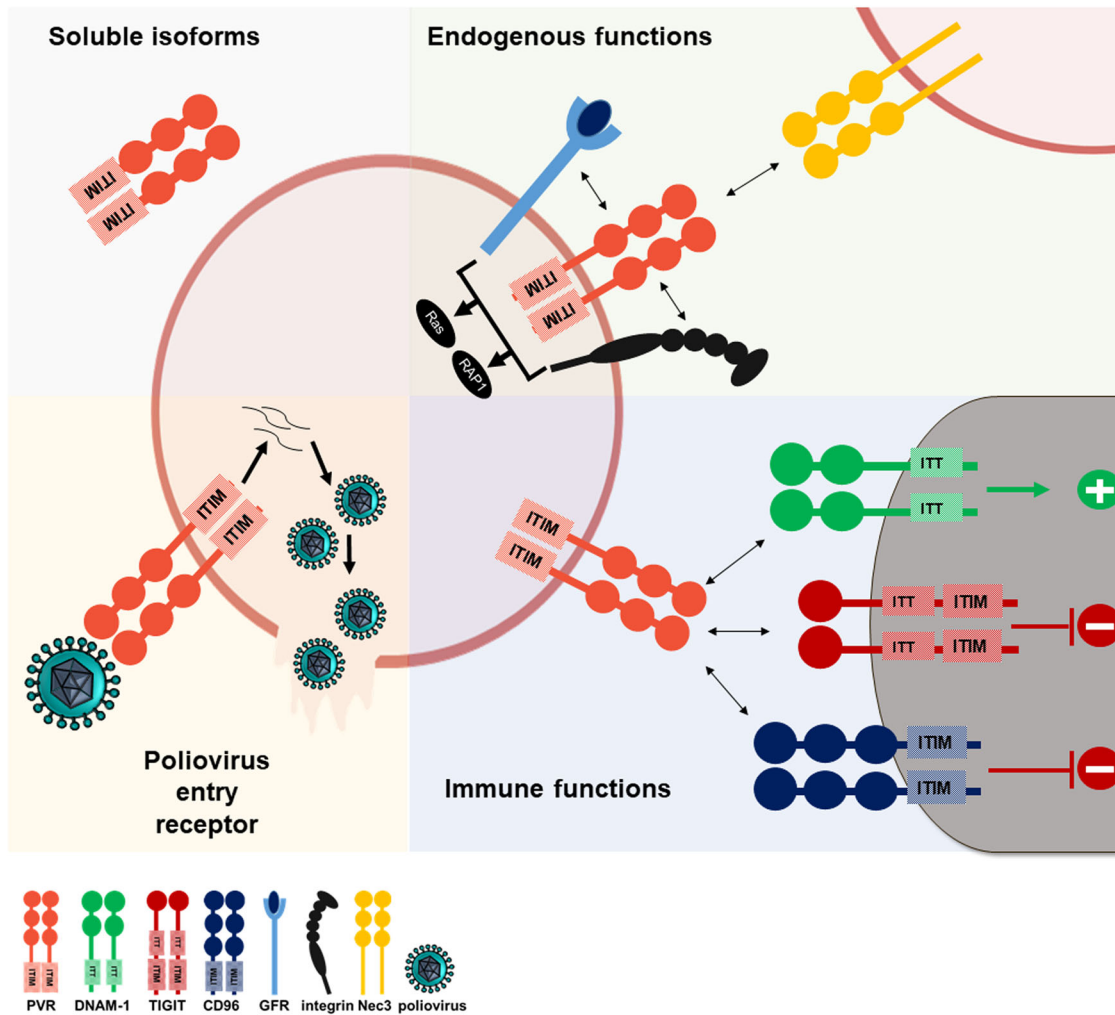 Soluble isoforms
Endogenous functions
ITIM
ITIM
ITIM
ITIM
Ras
RAP1
ITIM
ITIM
Poliovirus
entry
receptor
ITIM
ITIM
Immune functions
ITT
ITT
+
ITT ITIM
ITT ITIM
−
ITIM
ITIM
−
ITIM ITIM
ITT ITT
ITT ITT
ITIM ITIM
ITIM ITIM
PVR DNAM-1 TIGIT CD96 GFR integrin Nec3 poliovirus